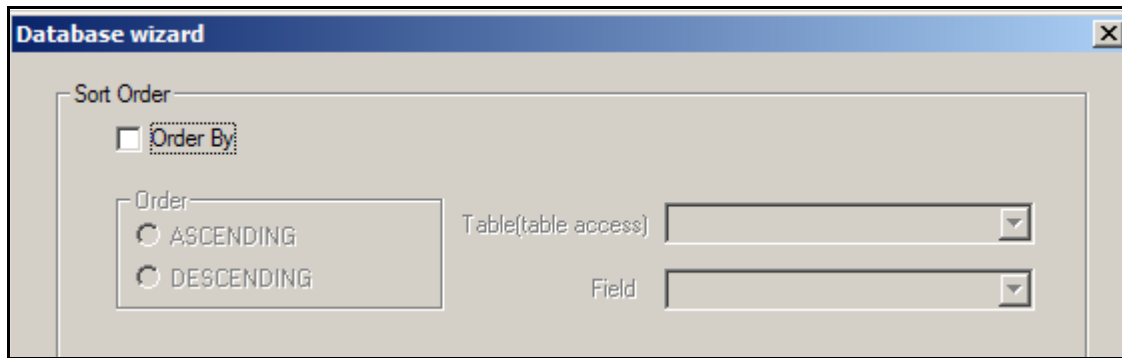 Database wizard
Sort Order
Order By
Order
ASCENDING
DESCENDING
Table(table access)
Field